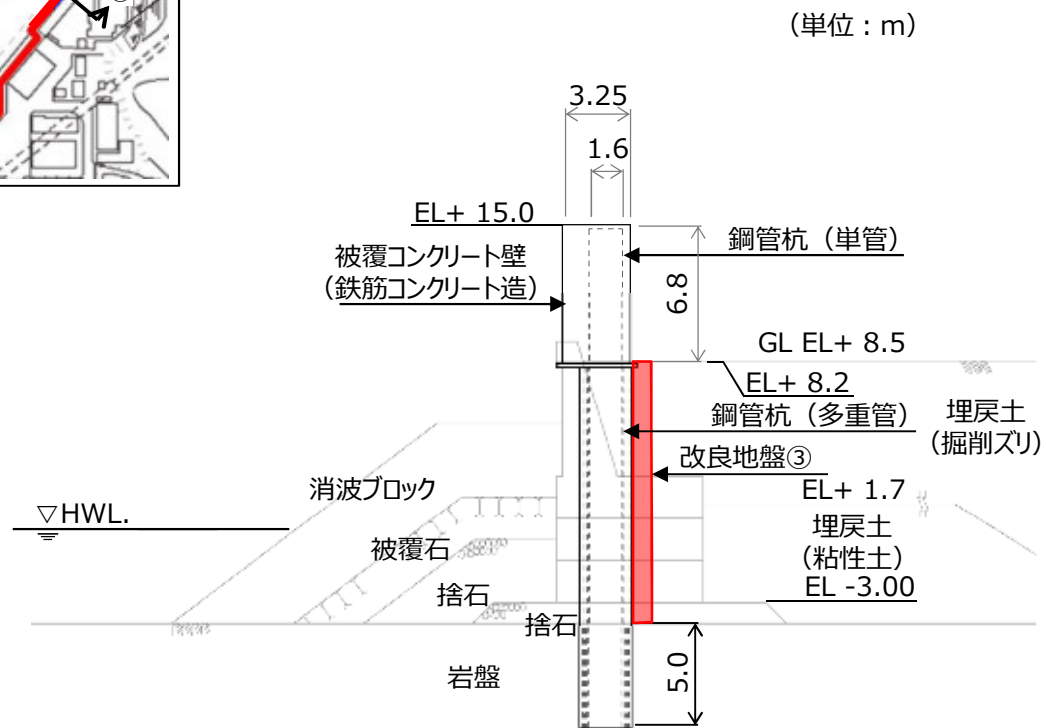 (単位：m)
3.25
1.6
EL+ 15.0
鋼管杭（単管）
被覆コンクリート壁
（鉄筋コンクリート造）
6.8
GL EL+ 8.5
EL+ 8.2
鋼管杭（多重管）
埋戻土
（掘削ズリ）
改良地盤③
EL+ 1.7
消波ブロック
▽HWL.
埋戻土
（粘性土）
被覆石
EL -3.00
捨石
捨石
岩盤
5.0